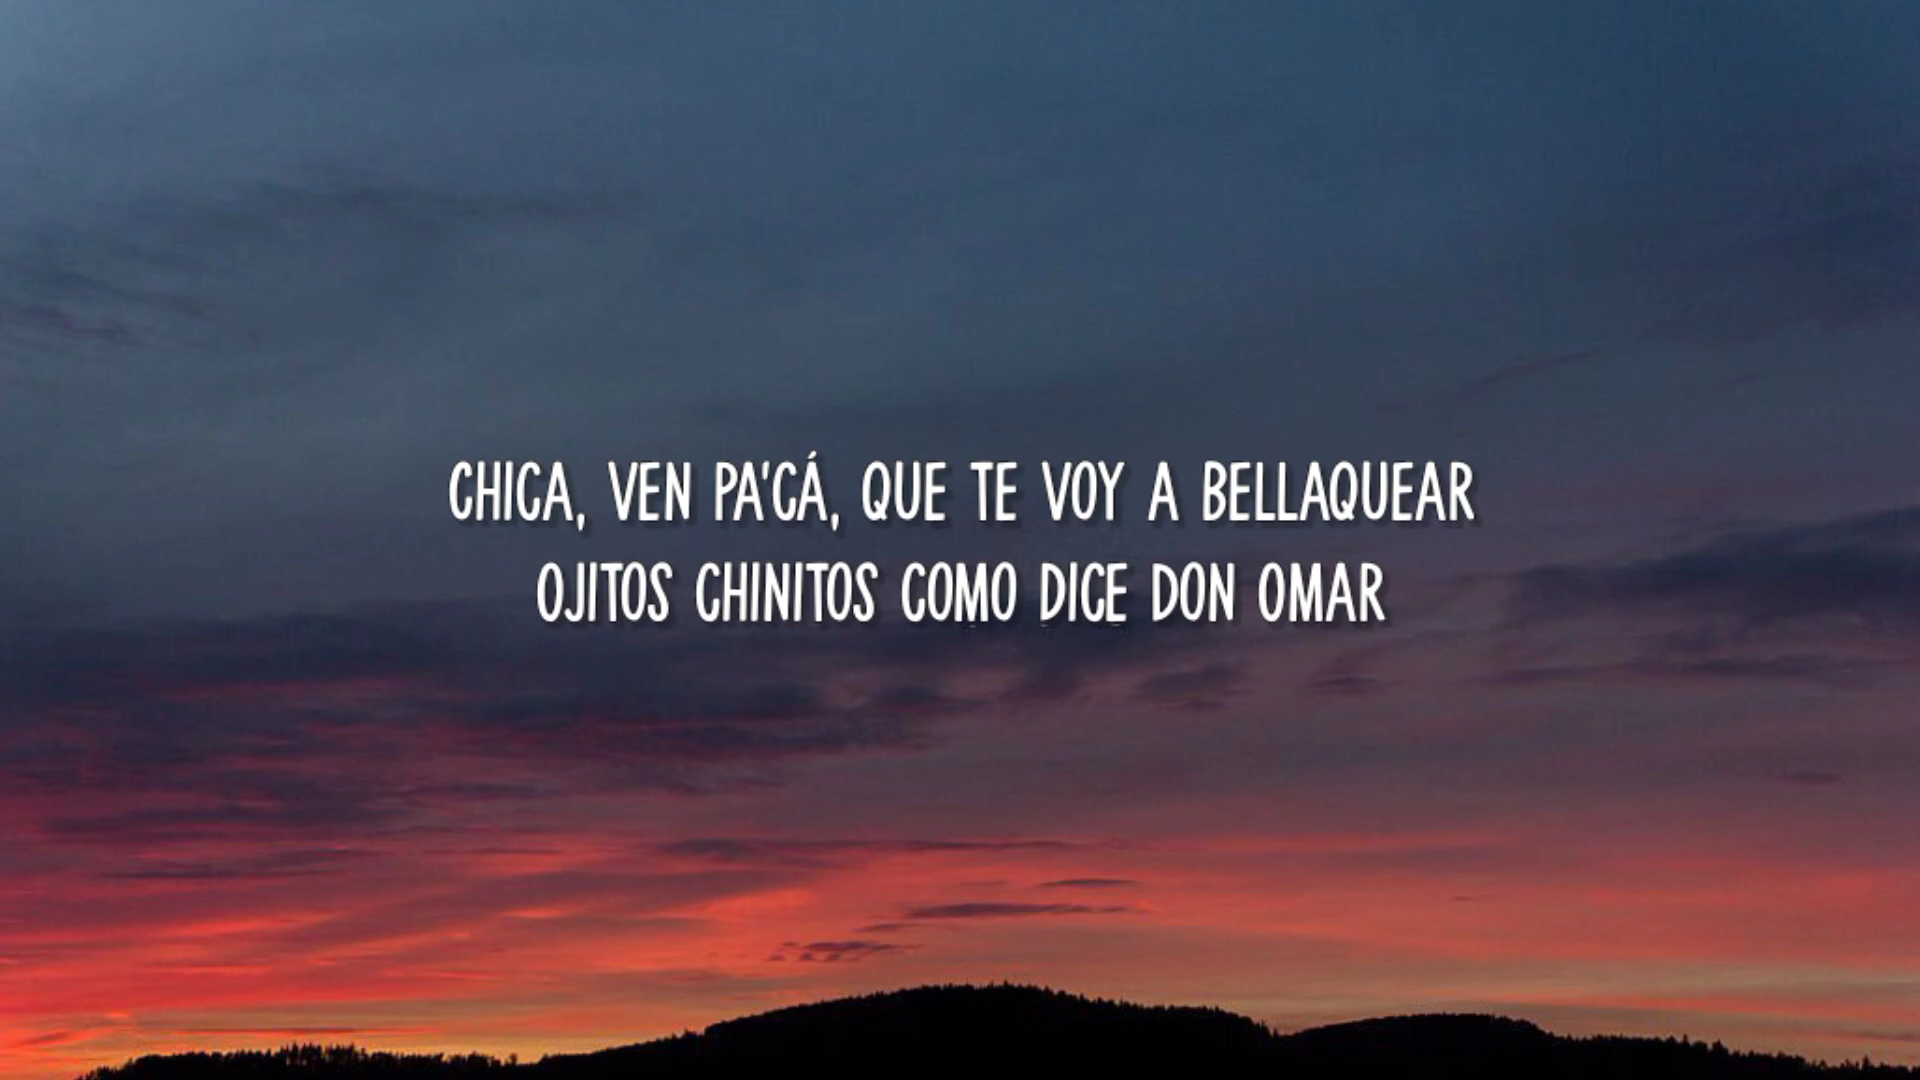 CHICA, VEN PA'CÁ, QUE TE VOY A BELLAQUEAR
OJITOS CHINITOS COMO DICE DON OMAR